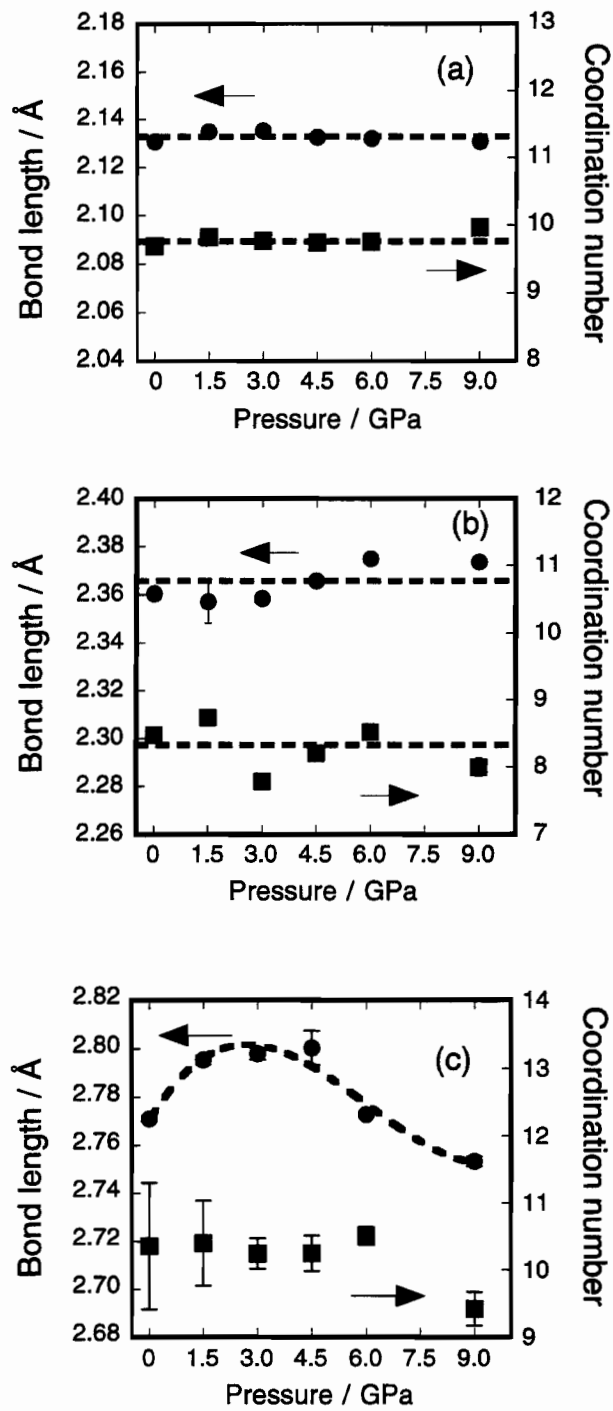 2.18
2.16
2.14
2.12
2.10
2.08
2.06
2.04
Bond length / Å
(a)
13
12
11
10
9
8
Coordination number
0 1.5 3.0 4.5 6.0 7.5 9.0
Pressure / GPa
2.40
2.38
2.36
2.34
2.32
2.30
2.28
2.26
Bond length / Å
(b)
12
11
10
9
8
7
Coordination number
0 1.5 3.0 4.5 6.0 7.5 9.0
Pressure / GPa
2.82
2.80
2.78
2.76
2.74
2.72
2.70
2.68
Bond length / Å
(c)
14
13
12
11
10
9
Coordination number
0 1.5 3.0 4.5 6.0 7.5 9.0
Pressure / GPa